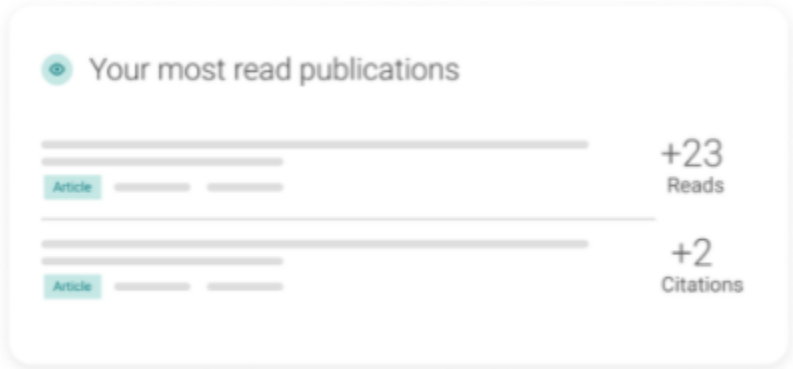 Your most read publications
+23
Reads
Article
+2
Citations
Article